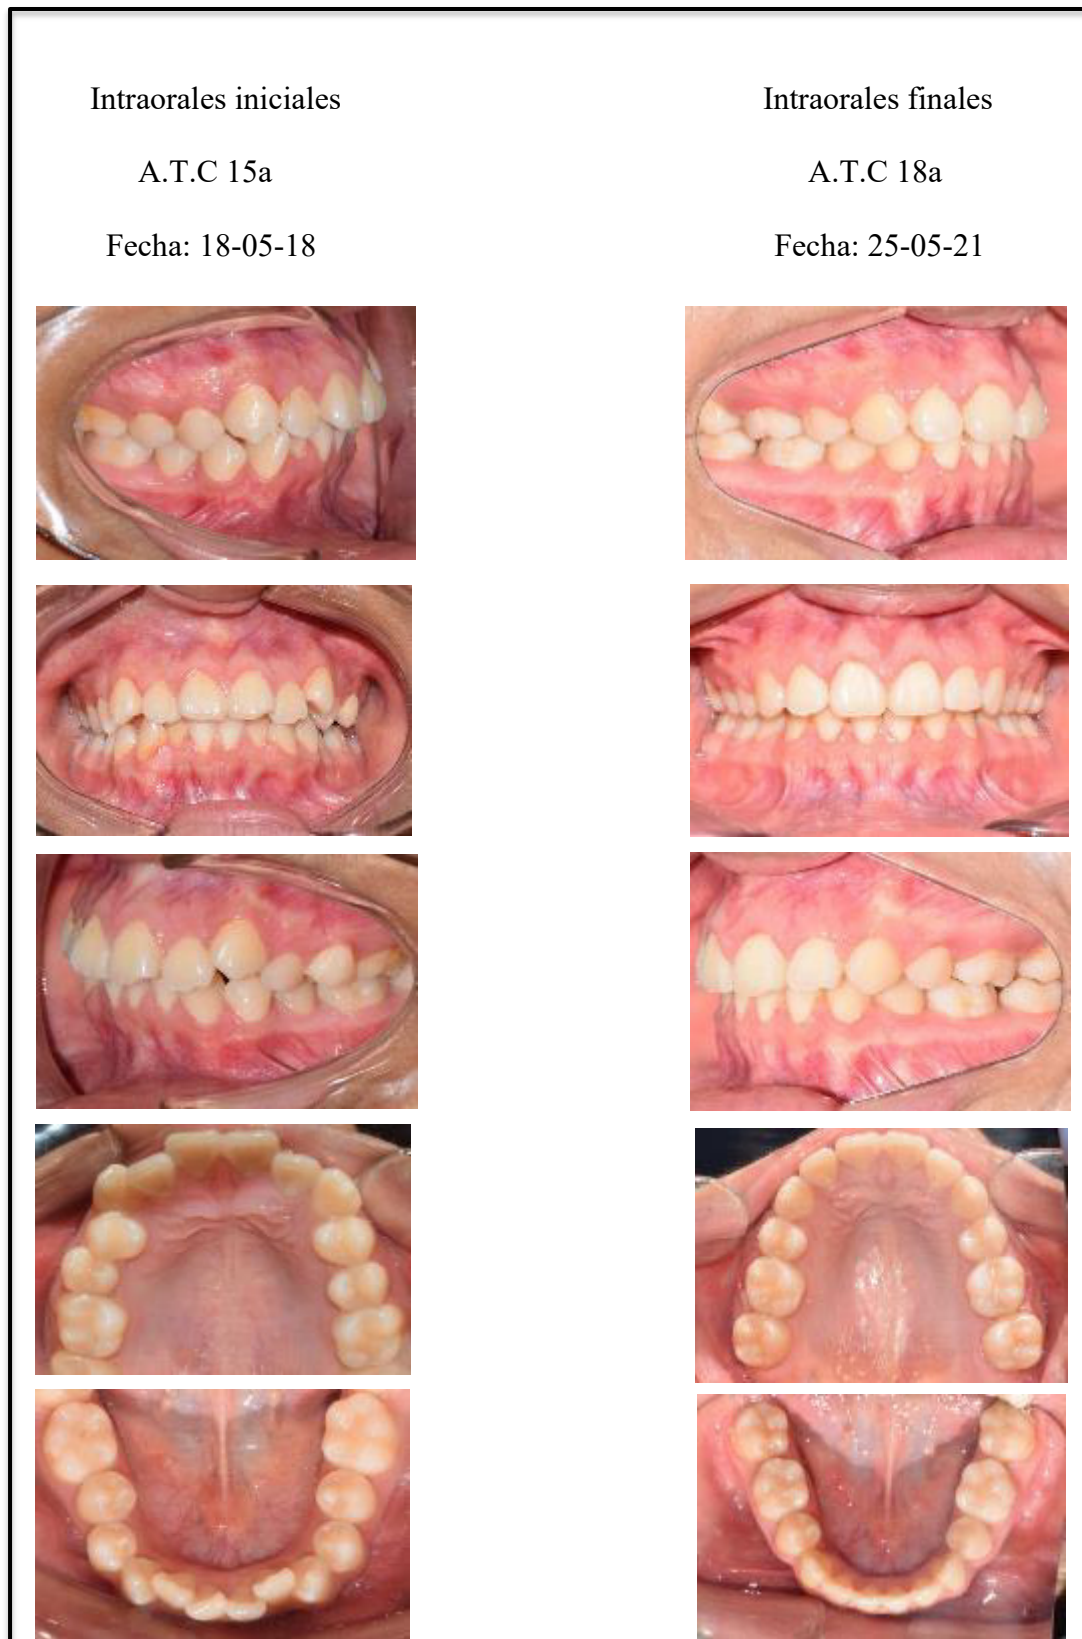 Intraorales iniciales
A.T.C 15a
Fecha: 18-05-18
Intraorales finales
A.T.C 18a
Fecha: 25-05-21